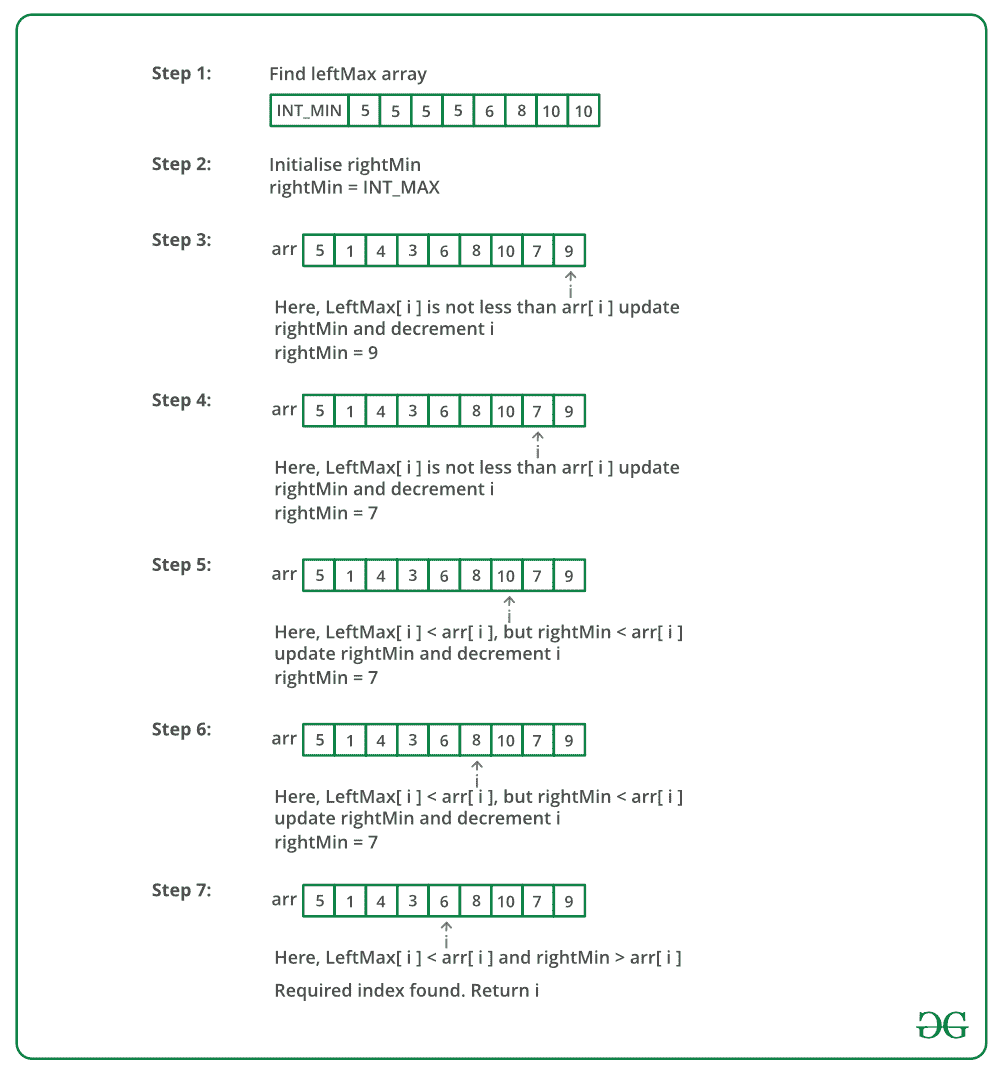 Step 1: Find leftMax array
INT_MIN 5 5 5 5 6 8 10 10
Step 2: Initialise rightMin
rightMin = INT_MAX
Step 3: arr 5 1 4 3 6 8 10 7 9
i
Here, LeftMax[ i ] is not less than arr[ i ] update
rightMin and decrement i
rightMin = 9
Step 4: arr 5 1 4 3 6 8 10 7 9
i
Here, LeftMax[ i ] is not less than arr[ i ] update
rightMin and decrement i
rightMin = 7
Step 5: arr 5 1 4 3 6 8 10 7 9
i
Here, LeftMax[ i ] < arr[ i ], but rightMin < arr[ i ]
update rightMin and decrement i
rightMin = 7
Step 6: arr 5 1 4 3 6 8 10 7 9
i
Here, LeftMax[ i ] < arr[ i ], but rightMin < arr[ i ]
update rightMin and decrement i
rightMin = 7
Step 7: arr 5 1 4 3 6 8 10 7 9
i
Here, LeftMax[ i ] < arr[ i ] and rightMin > arr[ i ]
Required index found. Return i